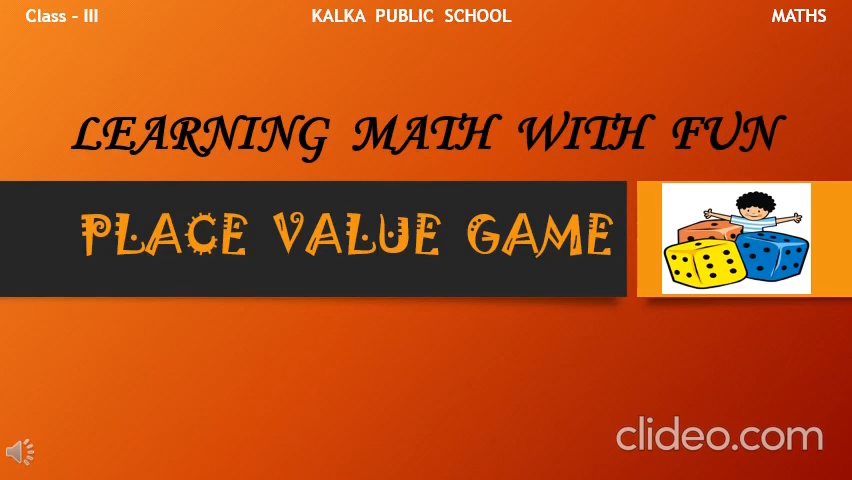 Class – III KALKA PUBLIC SCHOOL MATHS
LEARNING MATH WITH FUN
PLACE VALUE GAME
clideo.com